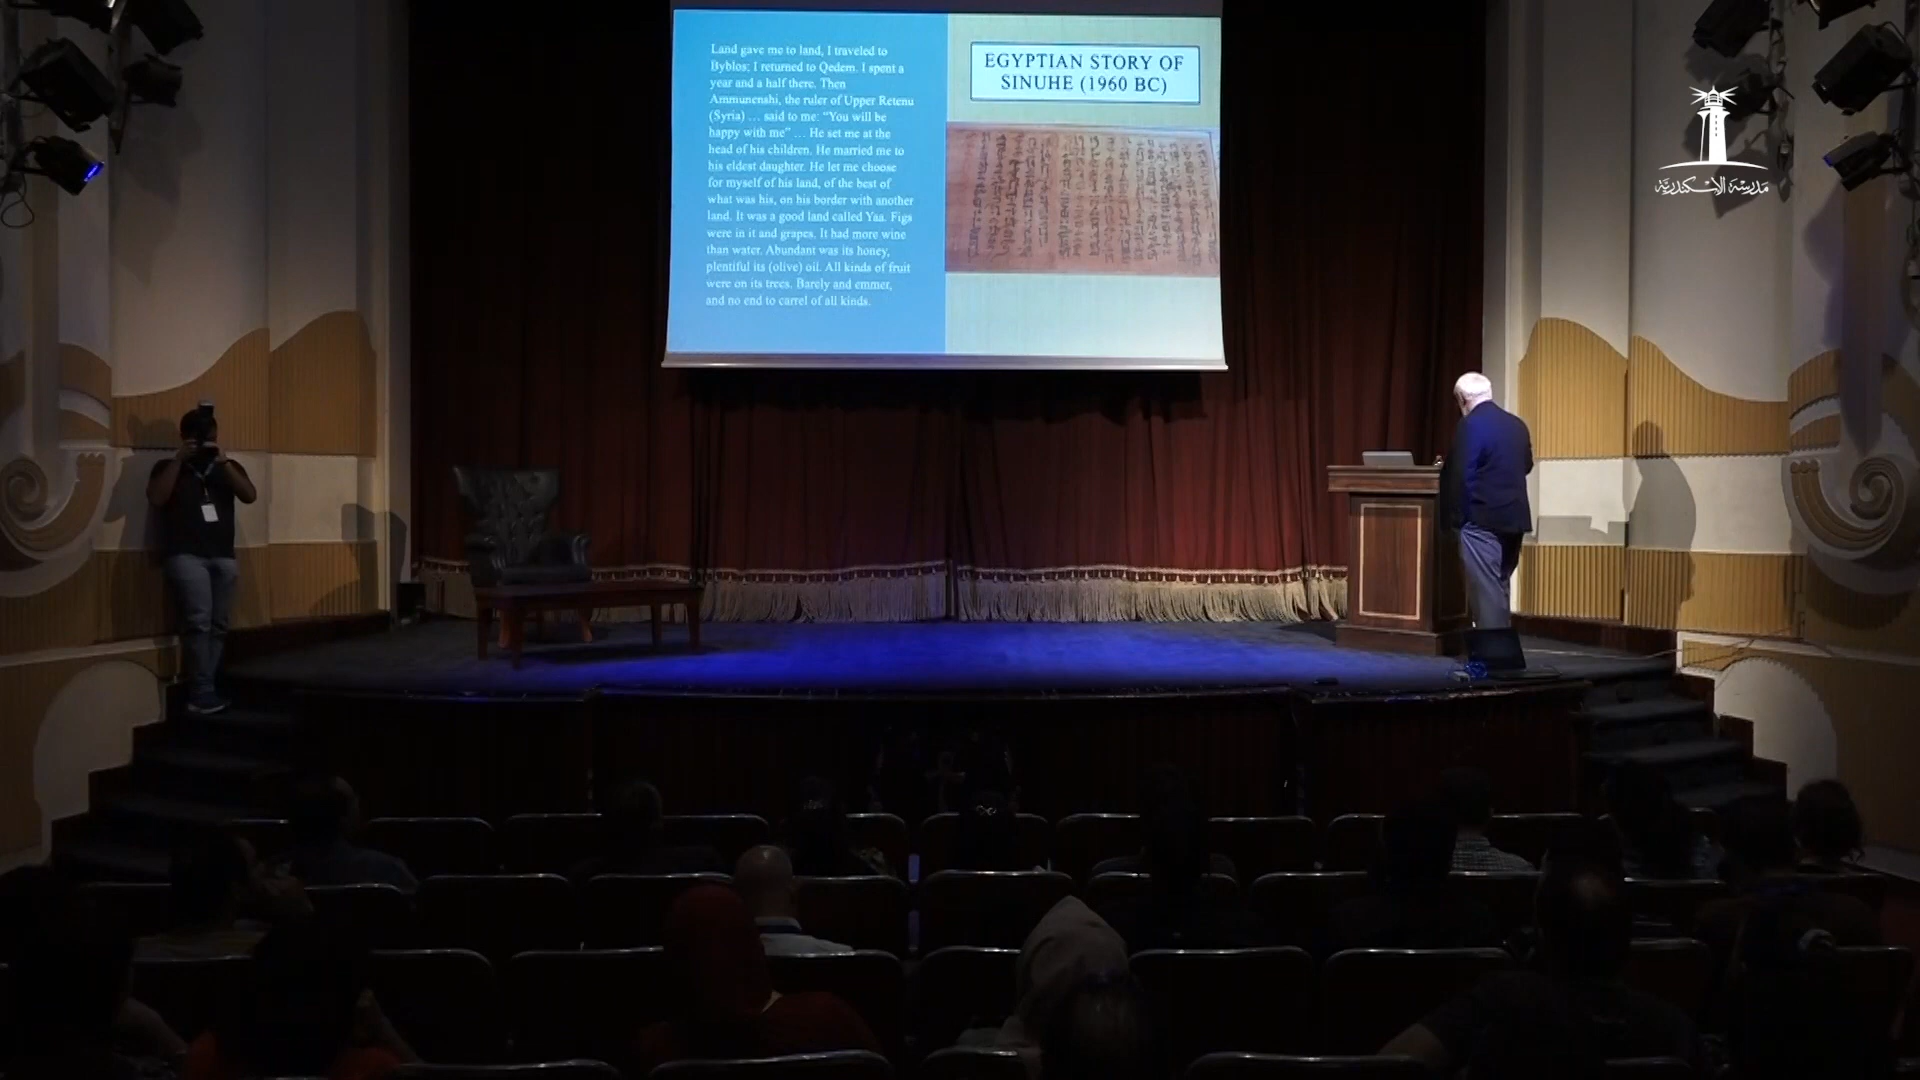 Land gave me to land, I traveled to
Byblos; I returned to Qedem. I spent a
year and a half there. Then
Ammunenshi, the ruler of Upper Retenu
(Syria) … said to me: “You will be
happy with me” … He set me at the
head of his children. He married me to
his eldest daughter. He let me choose
for myself of his land, of the best of
what was his, on his border with another
land. It was a good land called Yaa. Figs
were in it and grapes. It had more wine
than water. Abundant was its honey,
plentiful its (olive) oil. All kinds of fruit
were on its trees. Barely and emmer,
and no end to carrel of all kinds.
EGYPTIAN STORY OF
SINUHE (1960 BC)
مدرسة الإسكندرية